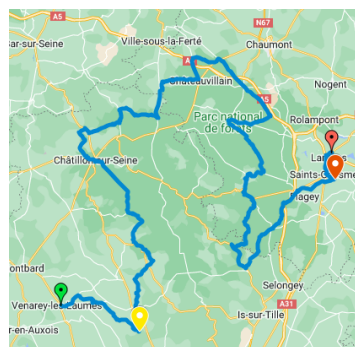 A5
N67
Bar-sur-Seine
Ville-sous-la-Ferté
Chaumont
Châteauvillain
A5
Nogent
Parc national
de forêts
Rolampont
Châtillon-sur-Seine
Saints-Geosmes
Montbard
Selongey
Venarey-les-Laumes
A31
Is-sur-Tille